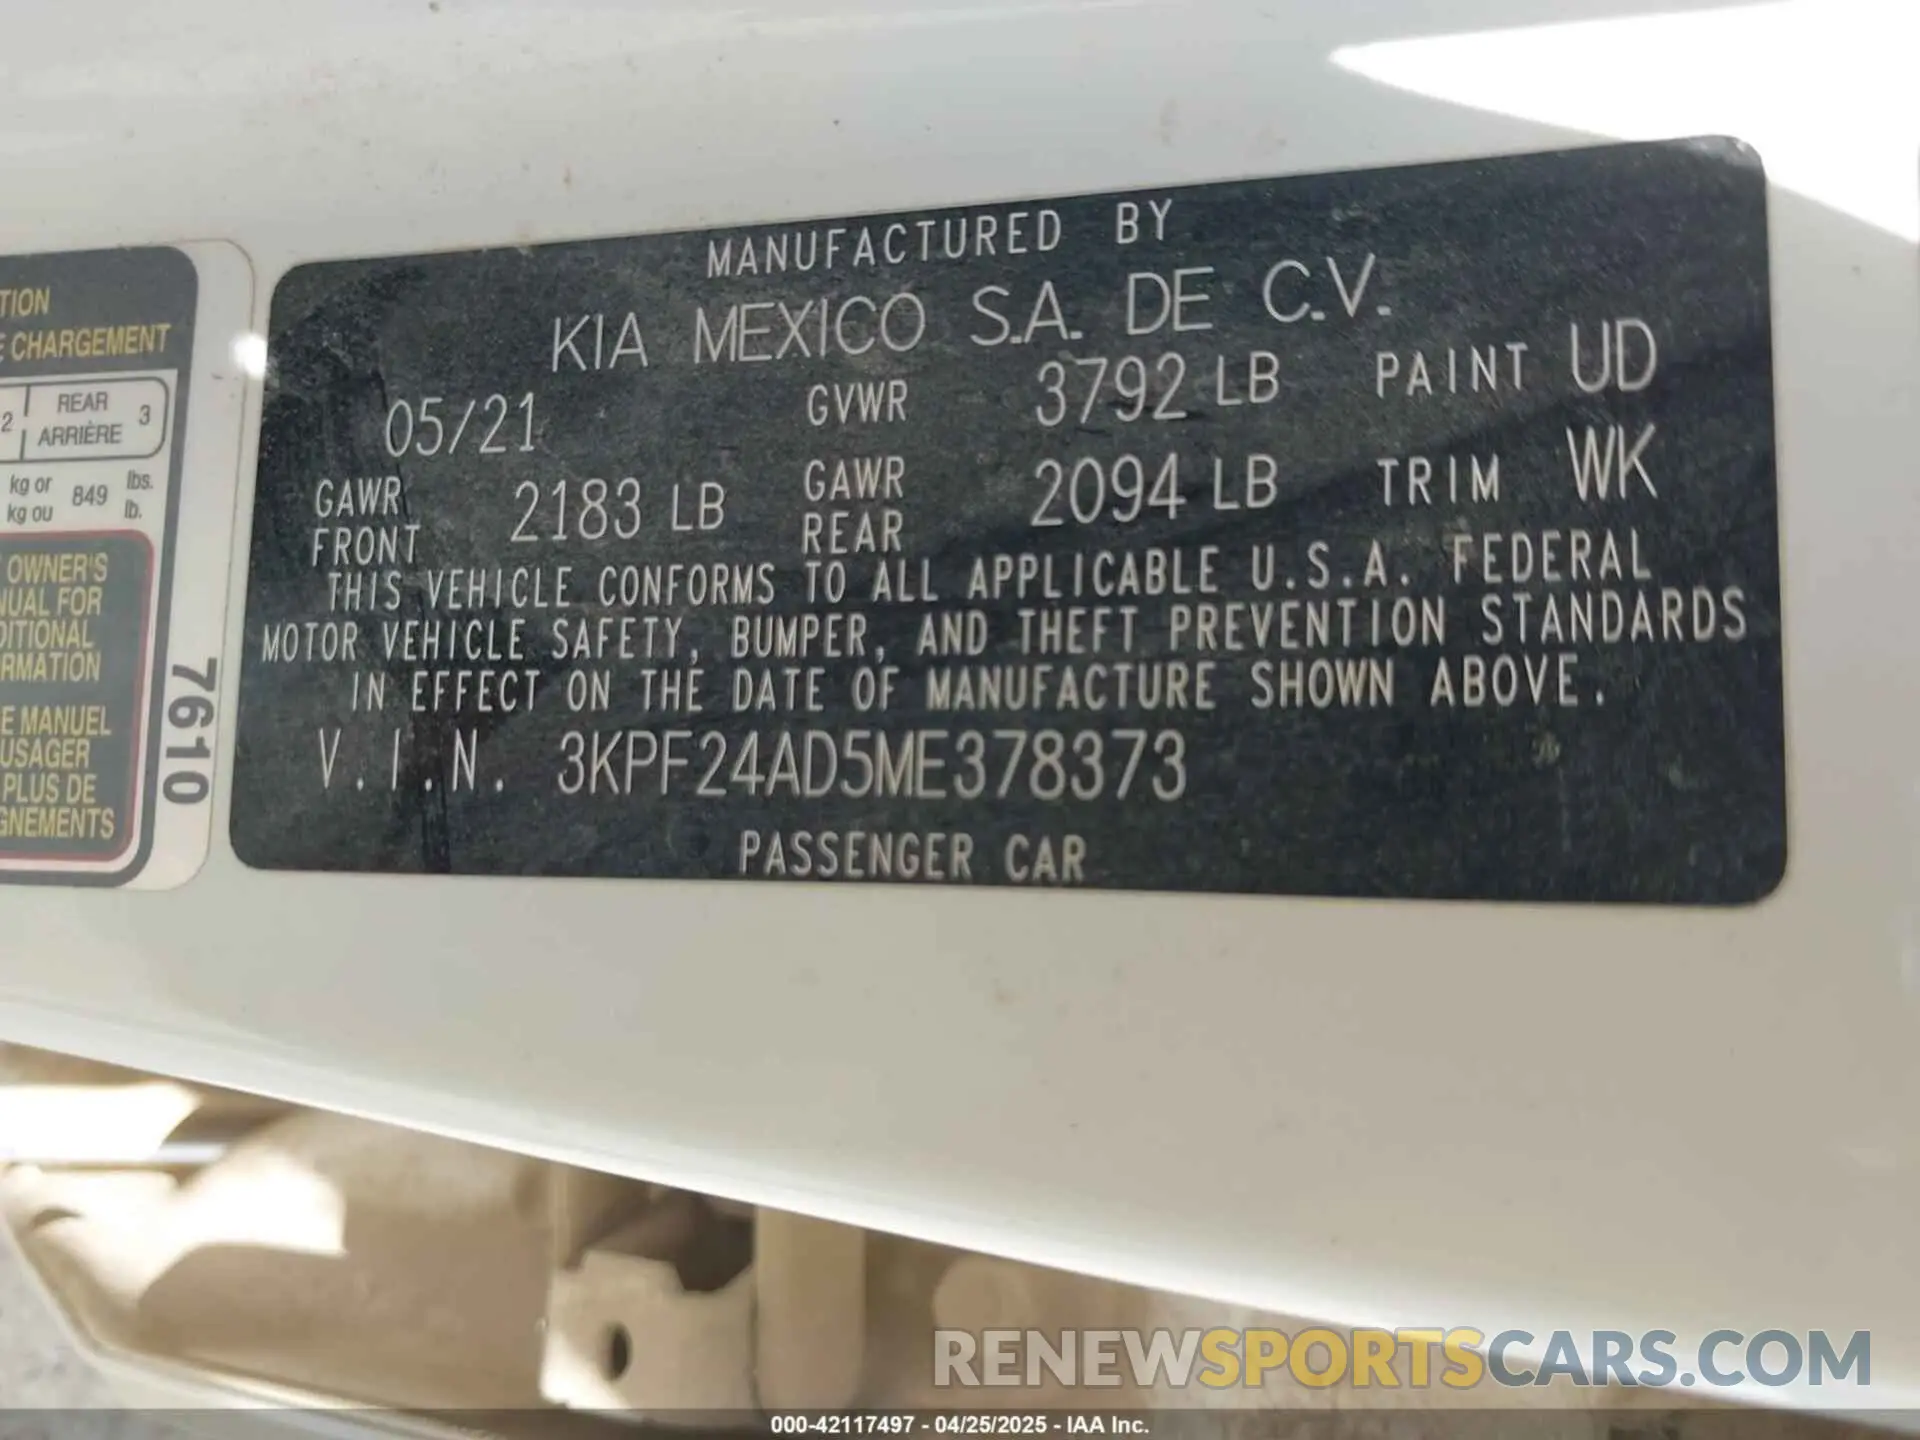 TION
E CHARGEMENT
2 REAR ARRIÈRE 3
kg or 849 lbs.
kg ou lb.
OWNER'S
NUAL FOR
DITIONAL
RMATION
E MANUEL
USAGER
PLUS DE
GNEMENTS
7610
MANUFACTURED BY
KIA MEXICO S.A. DE C.V.
05/21 GVWR 3792 LB PAINT UD
GAWR FRONT 2183 LB GAWR REAR 2094 LB TRIM WK
THIS VEHICLE CONFORMS TO ALL APPLICABLE U.S.A. FEDERAL
MOTOR VEHICLE SAFETY, BUMPER, AND THEFT PREVENTION STANDARDS
IN EFFECT ON THE DATE OF MANUFACTURE SHOWN ABOVE.
V.I.N. 3KPF24AD5ME378373
PASSENGER CAR
RENEWSPORTSCARS.COM
000-42117497 - 04/25/2025 - IAA Inc.